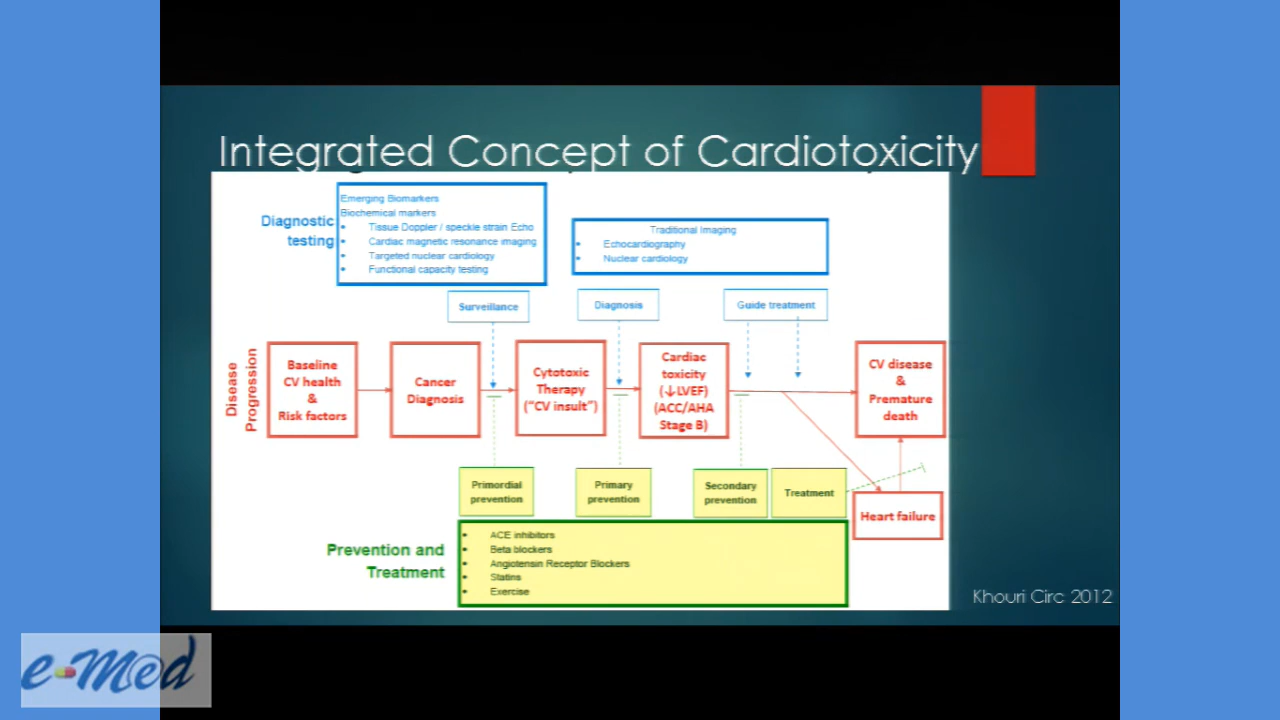 Integrated Concept of Cardiotoxicity
Diagnostic
testing
Emerging Biomarkers
Biochemical markers
• Tissue Doppler / speckle strain Echo
• Cardiac magnetic resonance imaging
• Targeted nuclear cardiology
• Functional capacity testing
Traditional Imaging
• Echocardiography
• Nuclear cardiology
Surveillance
Diagnosis
Guide treatment
Disease
Progression
Baseline
CV health
&
Risk factors
Cancer
Diagnosis
Cytotoxic
Therapy
("CV insult")
Cardiac
toxicity
(↓LVEF)
(ACC/AHA
Stage B)
CV disease
&
Premature
death
Primordial
prevention
Primary
prevention
Secondary
prevention
Treatment
Heart failure
Prevention and
Treatment
• ACE inhibitors
• Beta blockers
• Angiotensin Receptor Blockers
• Statins
• Exercise
Khouri Circ 2012
e-Med